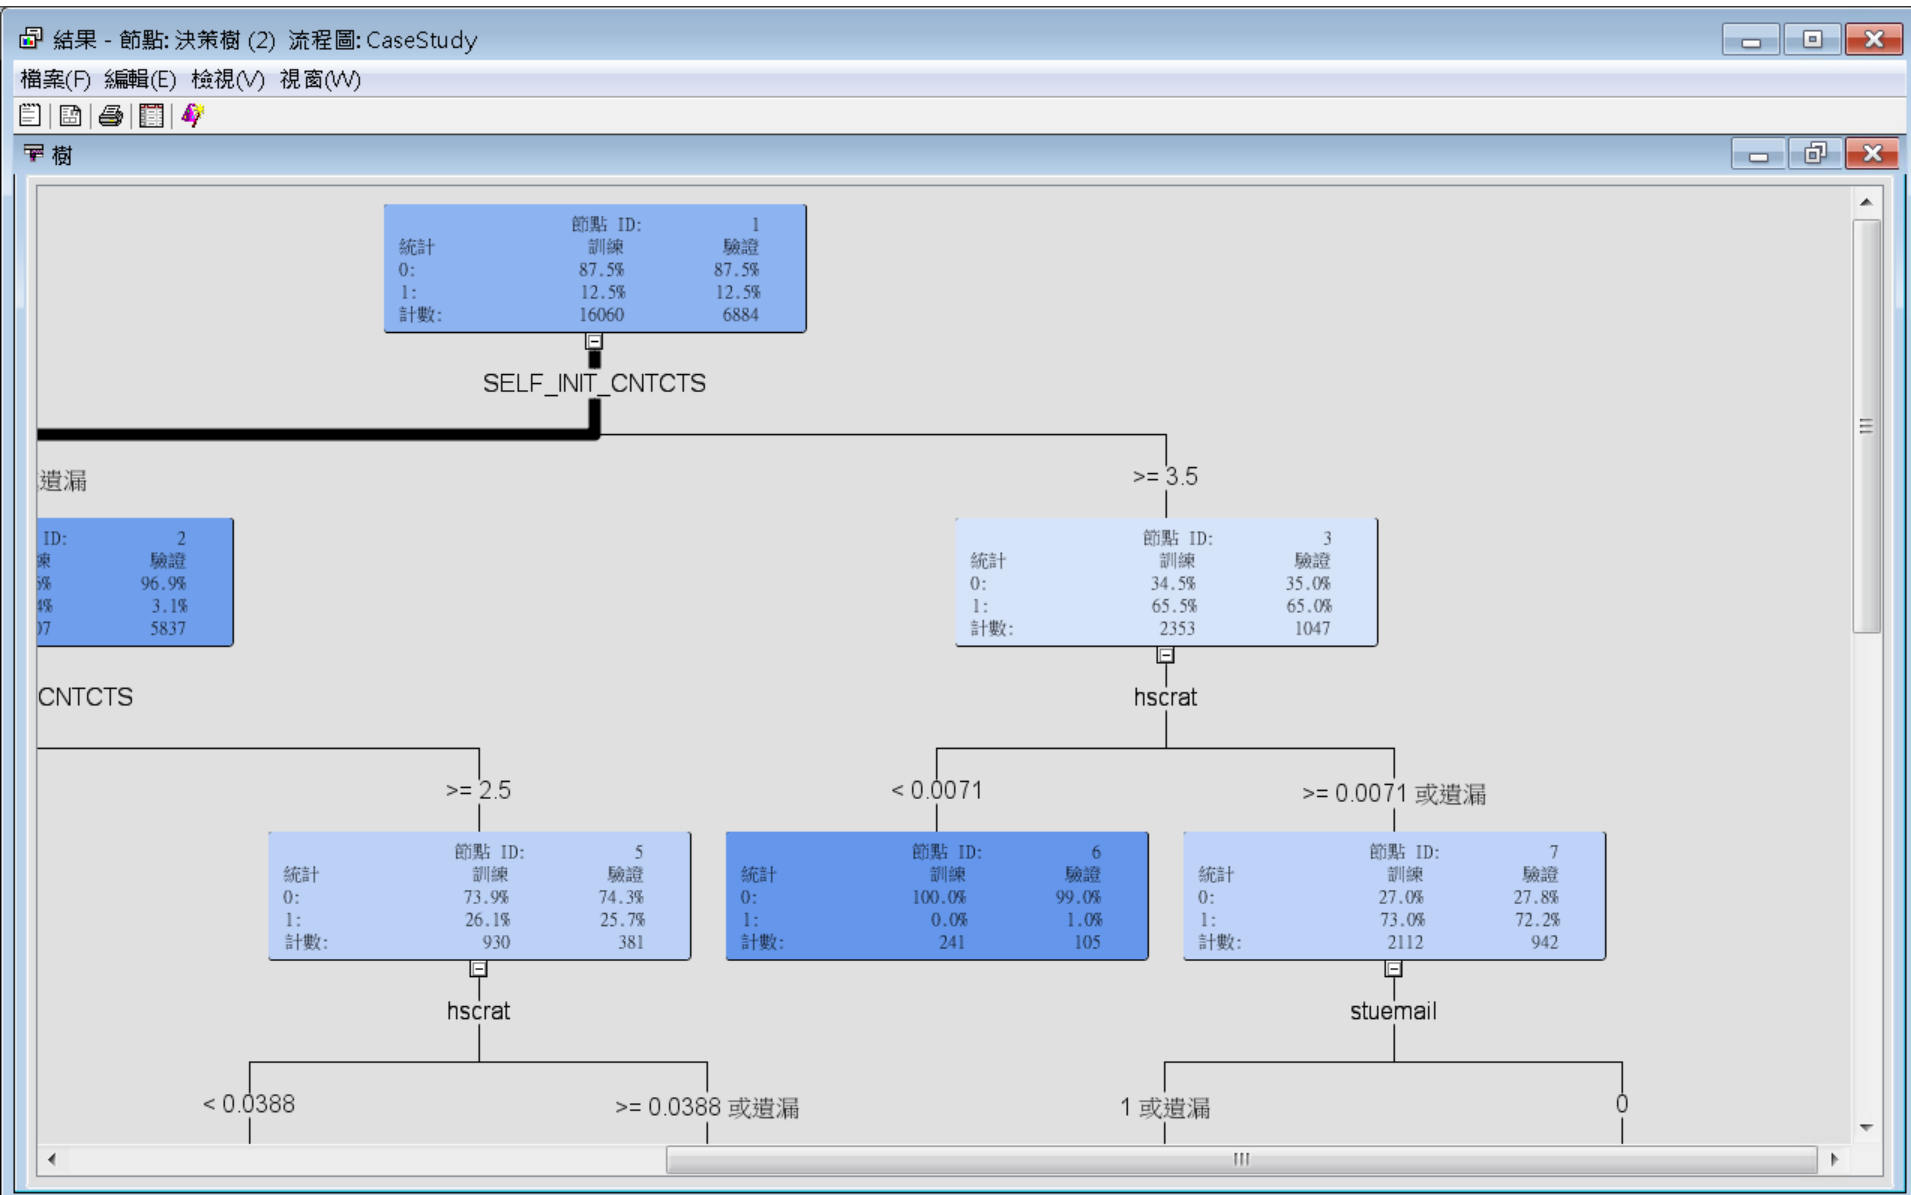 結果 - 節點: 決策樹 (2) 流程圖: CaseStudy
檔案(F) 編輯(E) 檢視(V) 視窗(W)
樹
節點 ID: 1
統計 訓練 驗證
0: 87.5% 87.5%
1: 12.5% 12.5%
計數: 16060 6884
SELF_INIT_CNTCTS
遺漏
>= 3.5
ID: 2
驗證
96.9%
3.1%
5837
節點 ID: 3
統計 訓練 驗證
0: 34.5% 35.0%
1: 65.5% 65.0%
計數: 2353 1047
CNTCTS
hscrat
>= 2.5
< 0.0071
>= 0.0071 或遺漏
節點 ID: 5
統計 訓練 驗證
0: 73.9% 74.3%
1: 26.1% 25.7%
計數: 930 381
節點 ID: 6
統計 訓練 驗證
0: 100.0% 99.0%
1: 0.0% 1.0%
計數: 241 105
節點 ID: 7
統計 訓練 驗證
0: 27.0% 27.8%
1: 73.0% 72.2%
計數: 2112 942
hscrat
stuemail
< 0.0388
>= 0.0388 或遺漏
1 或遺漏
0